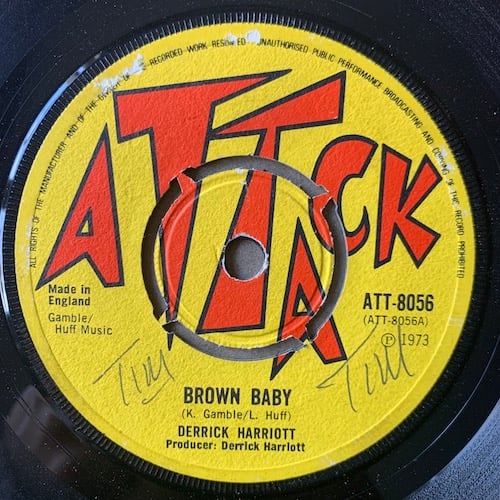 ALL RIGHTS OF THE MANUFACTURER AND OF THE OWNER OF THE RECORDED WORK RESERVED UNAUTHORISED PUBLIC PERFORMANCE BROADCASTING AND COPYING OF THIS RECORD PROHIBITED
ATTACK
Made in
England
Gamble/
Huff Music
ATT-8056
(ATT-8056A)
Ⓟ 1973
Tim
Tim
BROWN BABY
(K. Gamble/L. Huff)
DERRICK HARRIOTT
Producer: Derrick Harriott